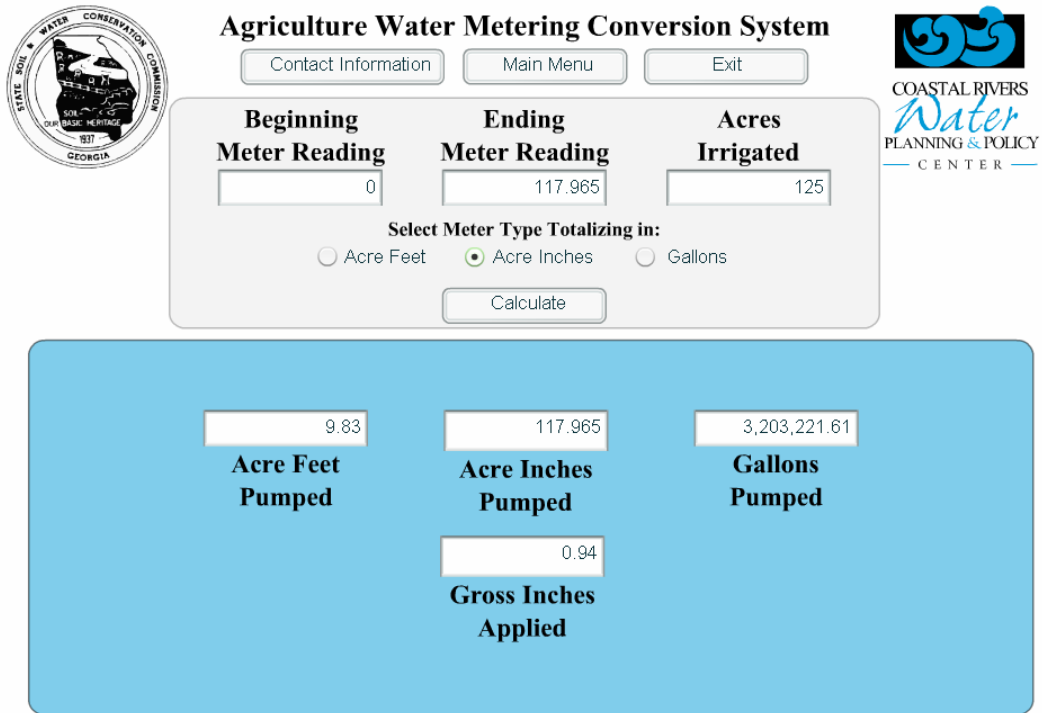 STATE SOIL & WATER CONSERVATION COMMISSION
SOIL-
OUR BASIC HERITAGE
1937
GEORGIA
Agriculture Water Metering Conversion System
Contact Information
Main Menu
Exit
COASTAL RIVERS
Water
PLANNING & POLICY
CENTER
Beginning
Meter Reading
Ending
Meter Reading
Acres
Irrigated
0
117.965
125
Select Meter Type Totalizing in:
Acre Feet
Acre Inches
Gallons
Calculate
9.83
117.965
3,203,221.61
Acre Feet
Pumped
Acre Inches
Pumped
Gallons
Pumped
0.94
Gross Inches
Applied